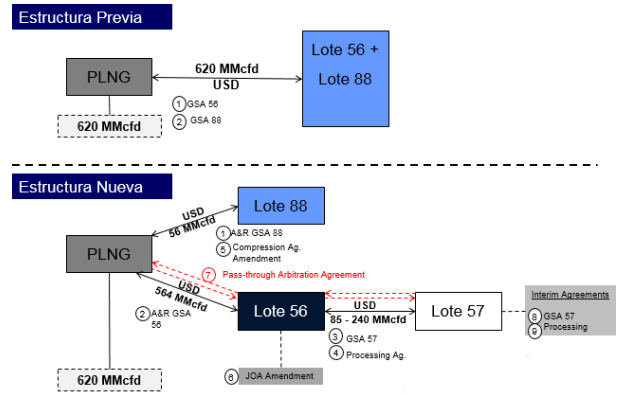 Estructura Previa
PLNG
620 MMcfd
USD
Lote 56 +
Lote 88
1 GSA 56
2 GSA 88
620 MMcfd
Estructura Nueva
Lote 88
USD
56 MMcfd
1 A&R GSA 88
5 Compression Ag.
Amendment
PLNG
7 Pass-through Arbitration Agreement
USD
564 MMcfd
2 A&R GSA
56
Lote 56
USD
85 - 240 MMcfd
Lote 57
3 GSA 57
4 Processing Ag.
Interim Agreements
8 GSA 57
9 Processing
6 JOA Amendment
620 MMcfd